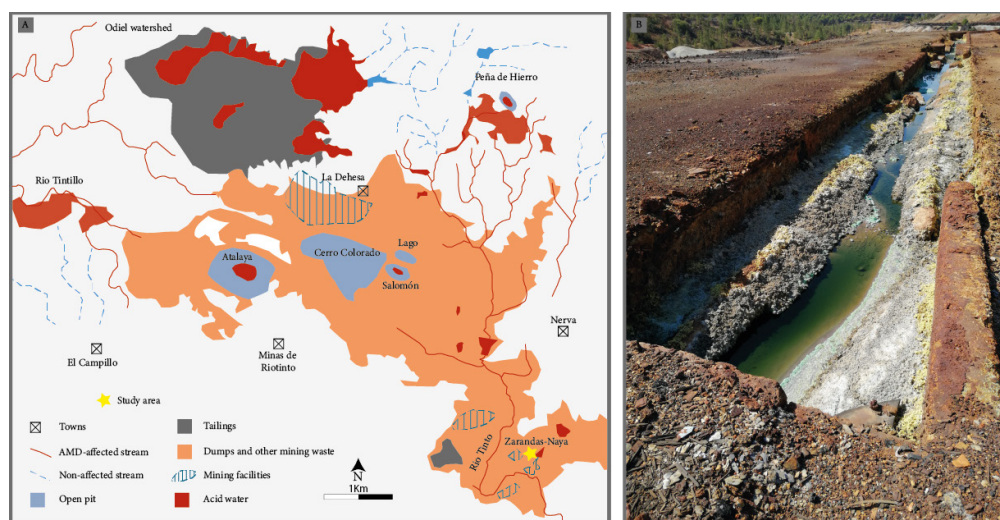 A
Odiel watershed
Peña de Hierro
La Dehesa
Rio Tintillo
Atalaya
Cerro Colorado
Lago
Salomón
Nerva
El Campillo
Minas de
Riotinto
Study area
Towns
AMD-affected stream
Non-affected stream
Open pit
Tailings
Dumps and other mining waste
Mining facilities
Acid water
N
1Km
Rio Tinto
Zarandas-Naya
B